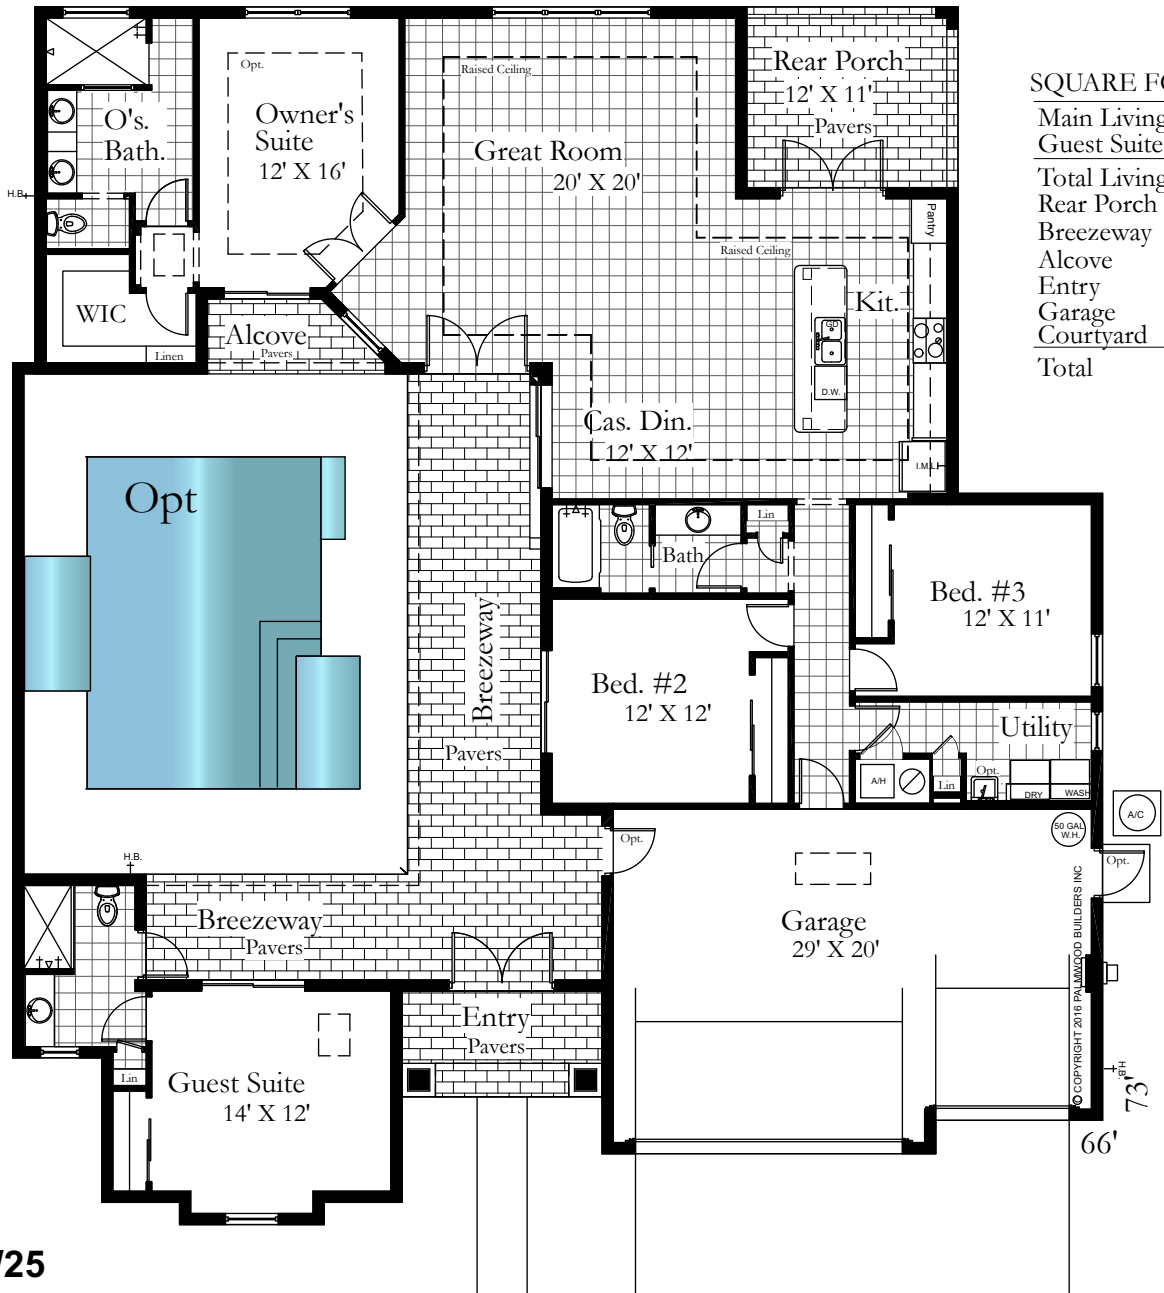 Opt.
Raised Ceiling
Rear Porch
12' X 11'
Pavers
SQUARE FO
Main Living
Guest Suite
Total Living
Rear Porch
Breezeway
Alcove
Entry
Garage
Courtyard
Total
O's.
Bath.
Owner's
Suite
12' X 16'
Great Room
20' X 20'
H.B.
Pantry
Raised Ceiling
WIC
Linen
Alcove
Pavers
Kit.
GD
D.W.
Cas. Din.
12' X 12'
I.M.L
Opt
Lin
Bath
Bed. #3
12' X 11'
Breezeway
Pavers
Bed. #2
12' X 12'
Utility
A/H
Lin
Opt.
DRY
WASH
A/C
50 GAL
W.H.
Opt.
Opt.
H.B.
Breezeway
Pavers
Garage
29' X 20'
© COPYRIGHT 2016 PALMWOOD BUILDERS INC
Entry
Pavers
Lin
Guest Suite
14' X 12'
H.B.
73'
66'
/25